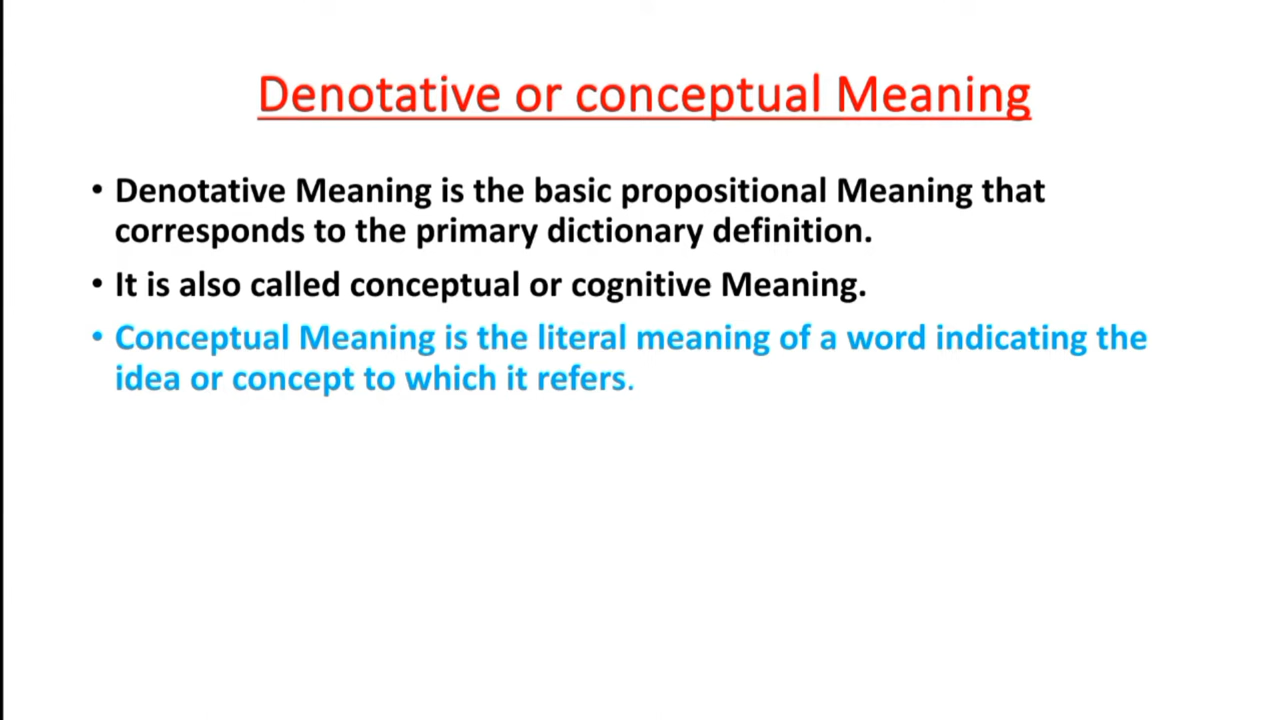 Denotative or conceptual Meaning
• Denotative Meaning is the basic propositional Meaning that
corresponds to the primary dictionary definition.
• It is also called conceptual or cognitive Meaning.
• Conceptual Meaning is the literal meaning of a word indicating the
idea or concept to which it refers.